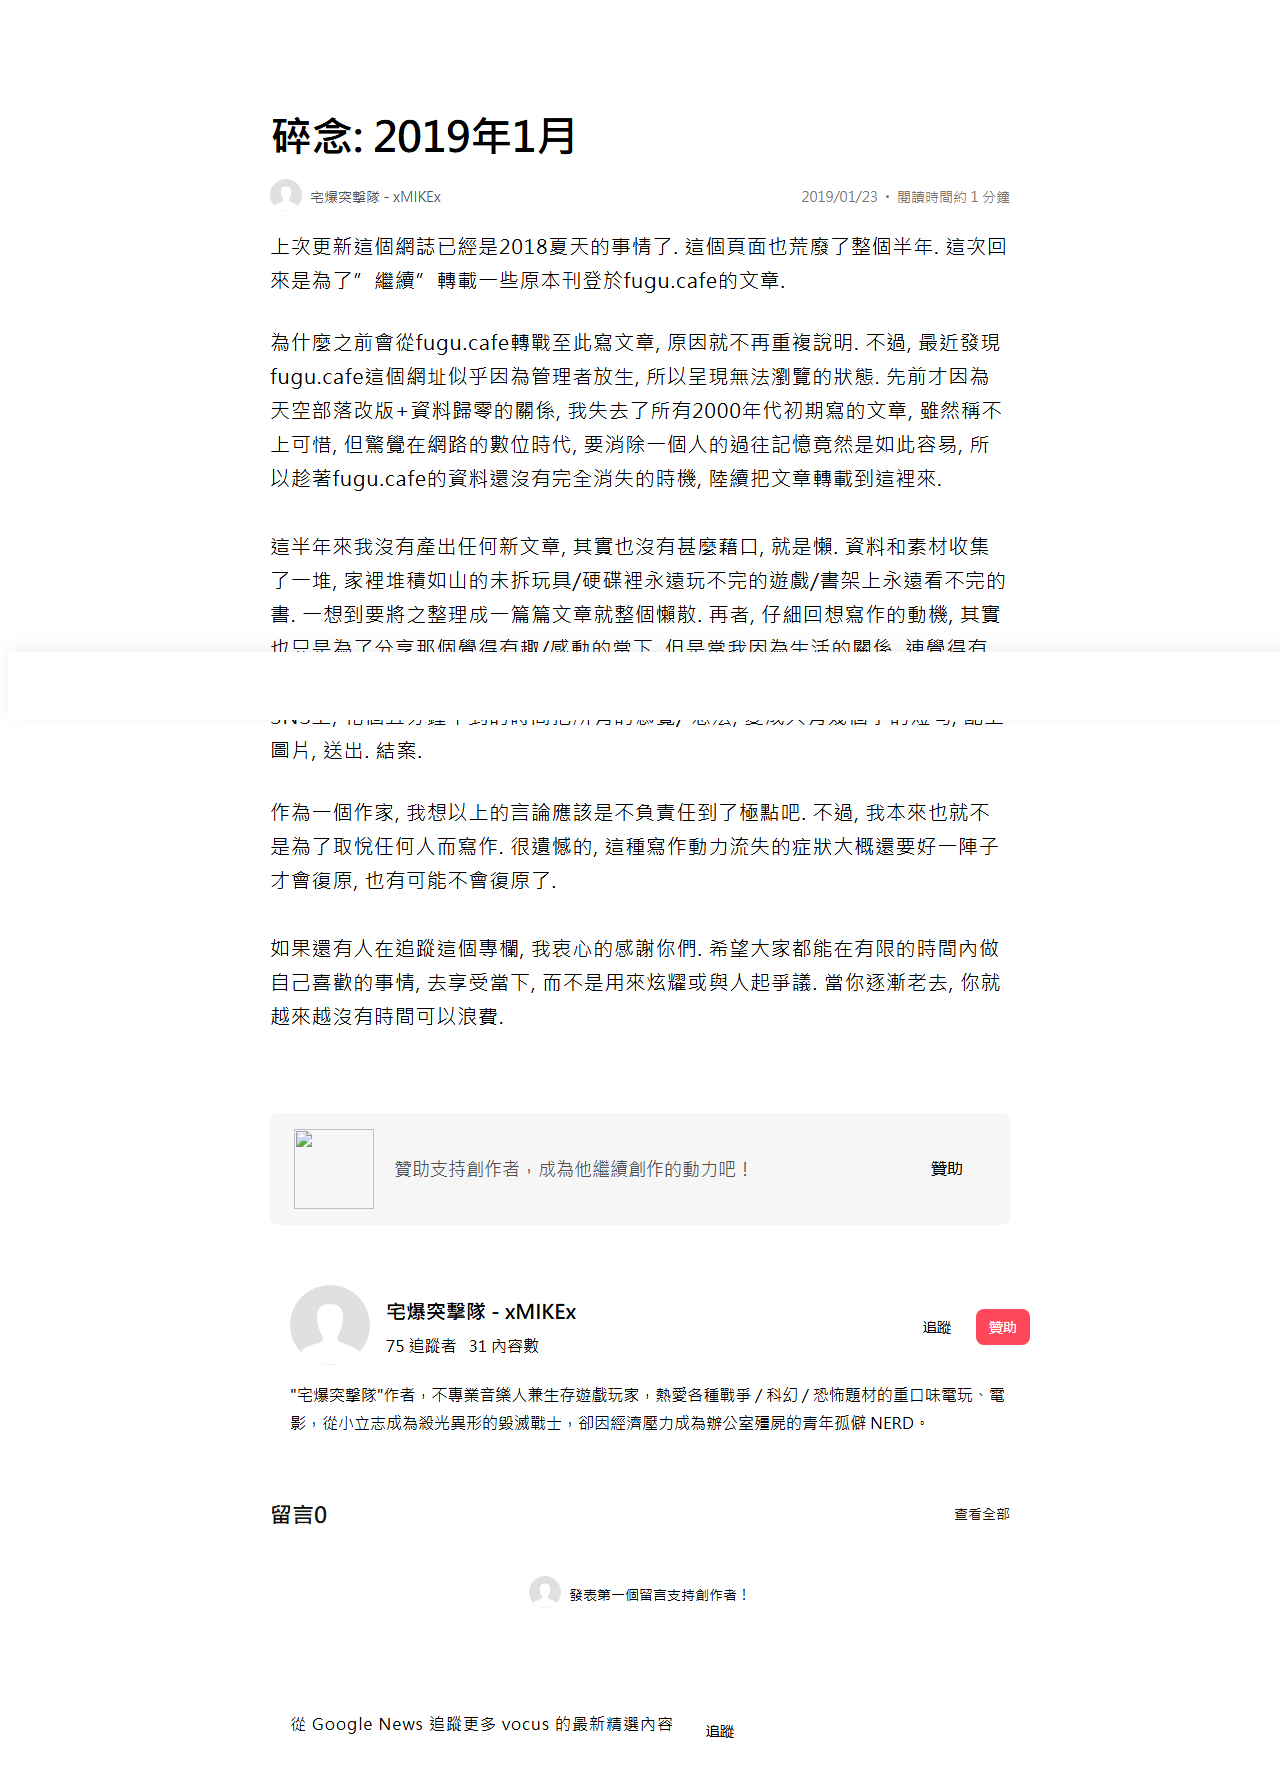 碎念: 2019年1月
宅爆突擊隊 - xMIKEx
2019/01/23 ・ 閱讀時間約 1 分鐘
上次更新這個網誌已經是2018夏天的事情了. 這個頁面也荒廢了整個半年. 這次回
來是為了”繼續”轉載一些原本刊登於fugu.cafe的文章.
為什麼之前會從fugu.cafe轉戰至此寫文章, 原因就不再重複說明. 不過, 最近發現
fugu.cafe這個網址似乎因為管理者放生, 所以呈現無法瀏覽的狀態. 先前才因為
天空部落改版+資料歸零的關係, 我失去了所有2000年代初期寫的文章, 雖然稱不
上可惜, 但驚覺在網路的數位時代, 要消除一個人的過往記憶竟然是如此容易, 所
以趁著fugu.cafe的資料還沒有完全消失的時機, 陸續把文章轉載到這裡來.
這半年來我沒有產出任何新文章, 其實也沒有甚麼藉口, 就是懶. 資料和素材收集
了一堆, 家裡堆積如山的未拆玩具/硬碟裡永遠玩不完的遊戲/書架上永遠看不完的
書. 一想到要將之整理成一篇篇文章就整個懶散. 再者, 仔細回想寫作的動機, 其實
也只是為了分享那個覺得有趣/感動的當下. 但是當我因為生活的關係, 連覺得有
SNS上, 花個五分鐘不到的時間把所有的感覺/ 想法, 變成只有幾個字的短句, 配上
圖片, 送出. 結案.
作為一個作家, 我想以上的言論應該是不負責任到了極點吧. 不過, 我本來也就不
是為了取悅任何人而寫作. 很遺憾的, 這種寫作動力流失的症狀大概還要好一陣子
才會復原, 也有可能不會復原了.
如果還有人在追蹤這個專欄, 我衷心的感謝你們. 希望大家都能在有限的時間內做
自己喜歡的事情, 去享受當下, 而不是用來炫耀或與人起爭議. 當你逐漸老去, 你就
越來越沒有時間可以浪費.
贊助支持創作者，成為他繼續創作的動力吧！
贊助
宅爆突擊隊 - xMIKEx
75 追蹤者 31 內容數
追蹤
贊助
"宅爆突擊隊"作者，不專業音樂人兼生存遊戲玩家，熱愛各種戰爭 / 科幻 / 恐怖題材的重口味電玩、電
影，從小立志成為殺光異形的毀滅戰士，卻因經濟壓力成為辦公室殭屍的青年孤僻 NERD。
留言0
查看全部
發表第一個留言支持創作者！
從 Google News 追蹤更多 vocus 的最新精選內容
追蹤